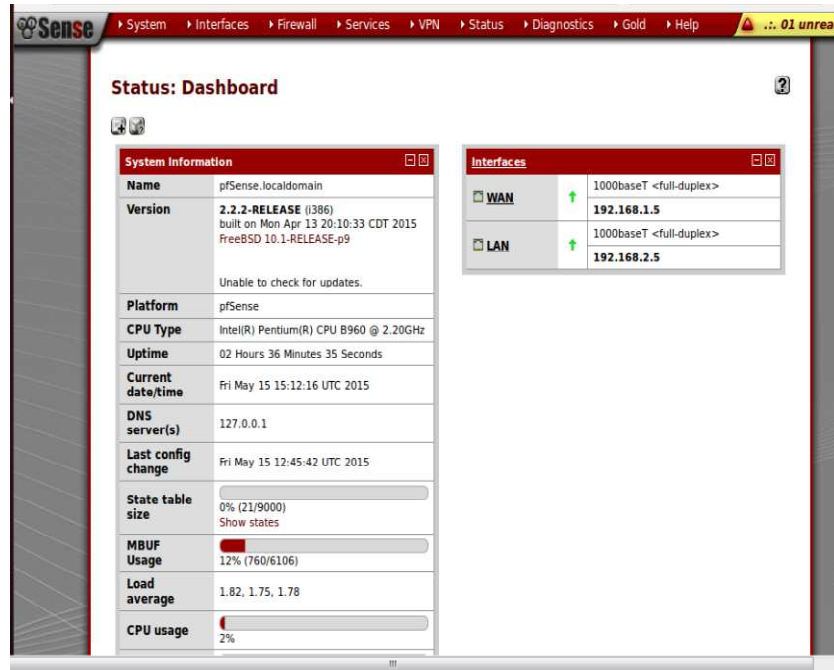 Sense
System Interfaces Firewall Services VPN Status Diagnostics Gold Help .:. 01 unrea
Status: Dashboard
?
System Information
Name pfSense.localdomain
Version 2.2.2-RELEASE (i386)
built on Mon Apr 13 20:10:33 CDT 2015
FreeBSD 10.1-RELEASE-p9
Unable to check for updates.
Platform pfSense
CPU Type Intel(R) Pentium(R) CPU B960 @ 2.20GHz
Uptime 02 Hours 36 Minutes 35 Seconds
Current
date/time Fri May 15 15:12:16 UTC 2015
DNS
server(s) 127.0.0.1
Last config
change Fri May 15 12:45:42 UTC 2015
State table
size
0% (21/9000)
Show states
MBUF
Usage
12% (760/6106)
Load
average 1.82, 1.75, 1.78
CPU usage
2%
Interfaces
WAN
1000baseT <full-duplex>
192.168.1.5
LAN
1000baseT <full-duplex>
192.168.2.5